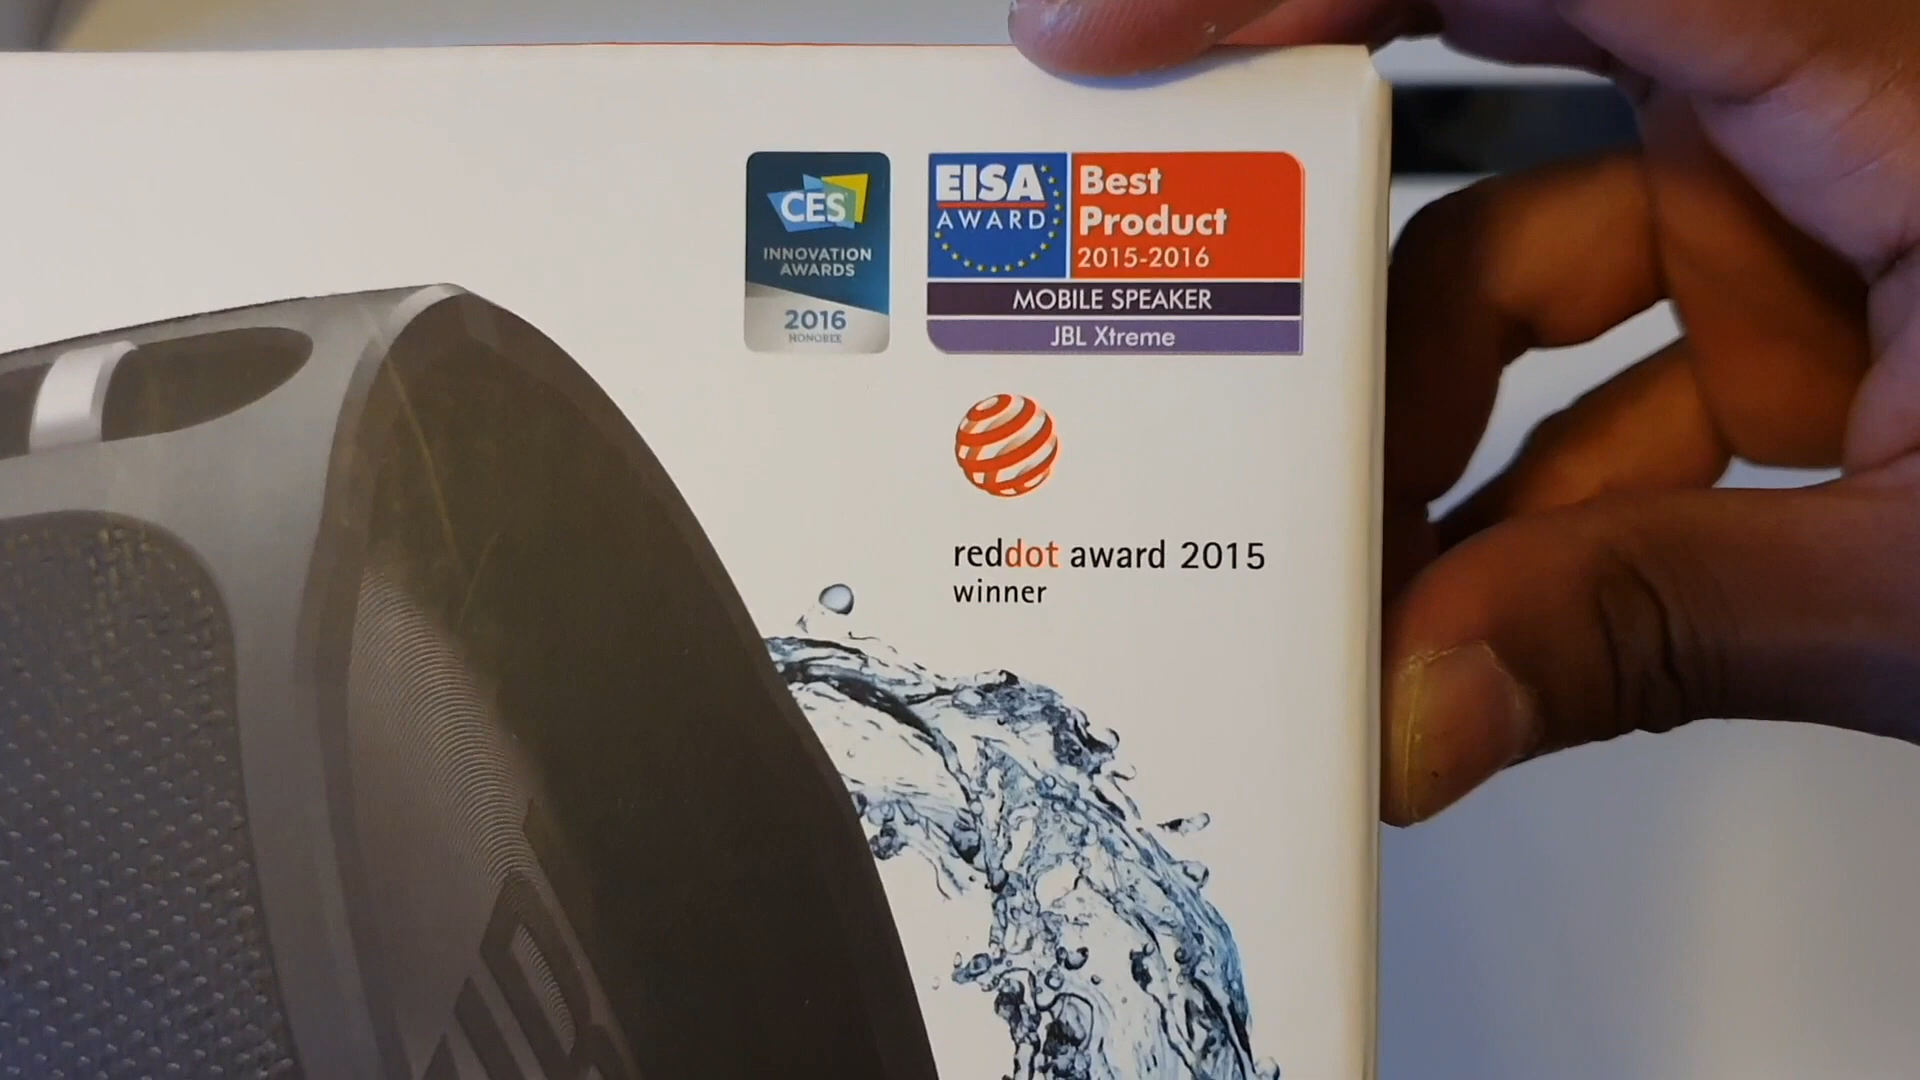 CES
INNOVATION
AWARDS
2016
HONOREE
EISA
AWARD
Best
Product
2015-2016
MOBILE SPEAKER
JBL Xtreme
reddot award 2015
winner